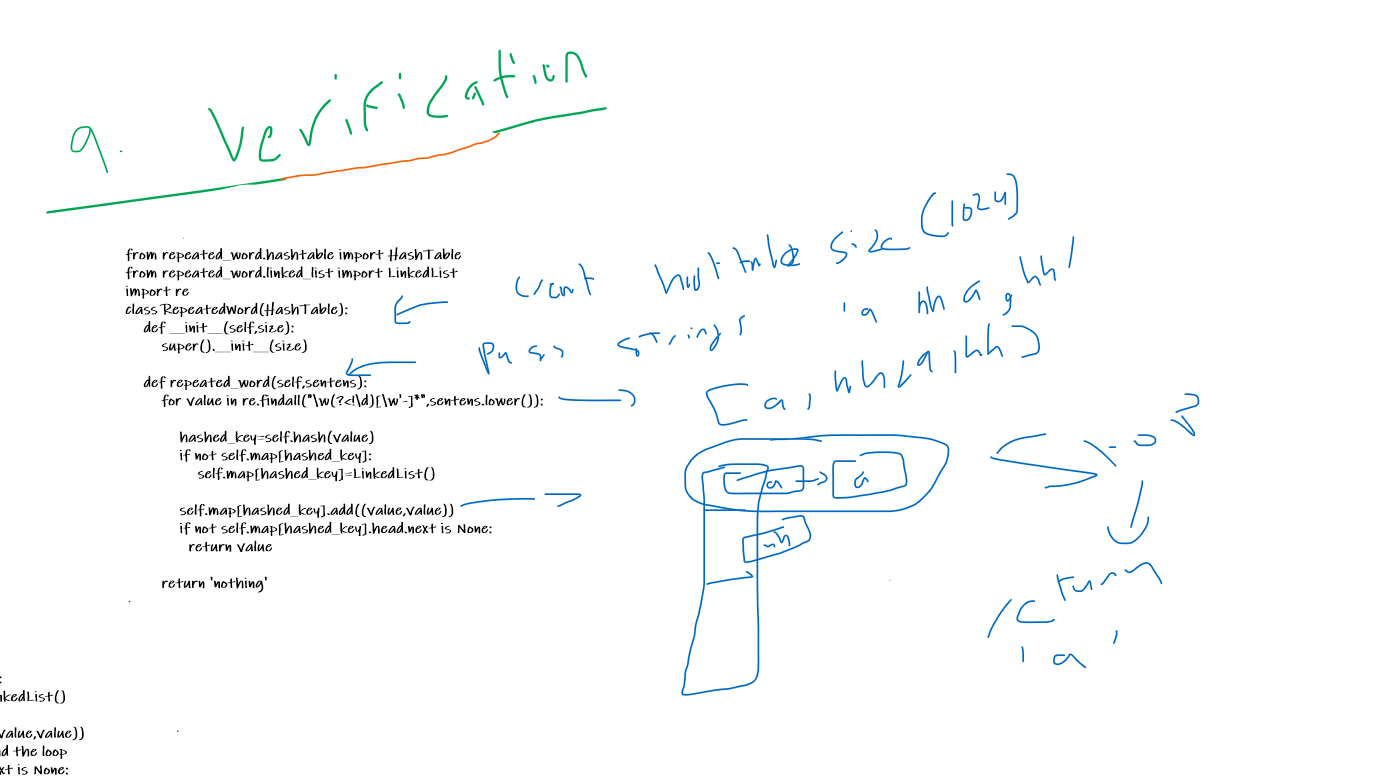 9. Verification
from repeated_word.hashtable import HashTable
from repeated_word.linked_list import LinkedList
import re
class RepeatedWord(HashTable):
def __init__(self,size):
super().__init__(size)
def repeated_word(self,sentens):
for value in re.findall("\w(?<!\d)[\w'-]*",sentens.lower()):
hashed_key=self.hash(value)
if not self.map[hashed_key]:
self.map[hashed_key]=LinkedList()
self.map[hashed_key].add((value,value))
if not self.map[hashed_key].head.next is None:
return value
return 'nothing'
size (1024)
strings 'a hh a, hh'
[a, hh, a, hh]
a
a
hh
return
'a'
nkedList()
value,value))
d the loop
xt is None: